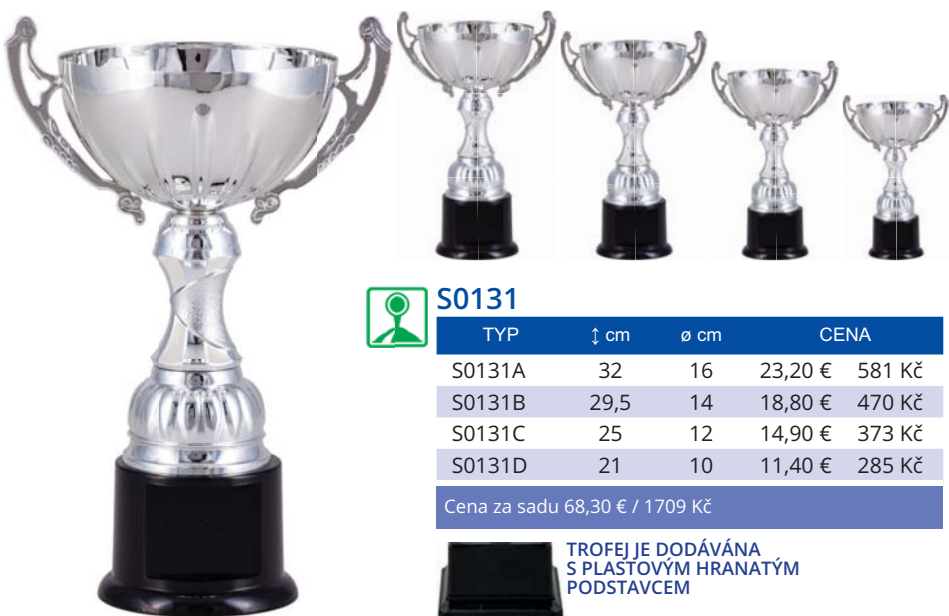 S0131
TYP ↕ cm ø cm CENA
S0131A 32 16 23,20 € 581 Kč
S0131B 29,5 14 18,80 € 470 Kč
S0131C 25 12 14,90 € 373 Kč
S0131D 21 10 11,40 € 285 Kč
Cena za sadu 68,30 € / 1709 Kč
TROFEJ JE DODÁVÁNA
S PLASTOVÝM HRANATÝM
PODSTAVCEM